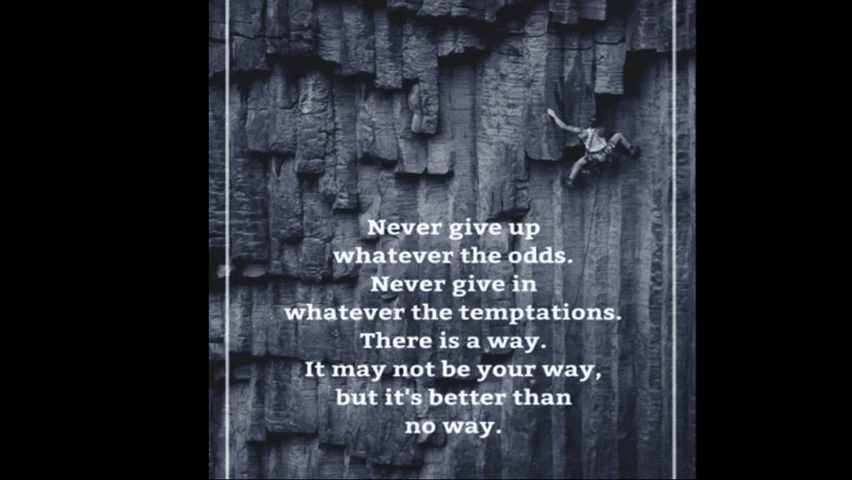 Never give up
whatever the odds.
Never give in
whatever the temptations.
There is a way.
It may not be your way,
but it's better than
no way.